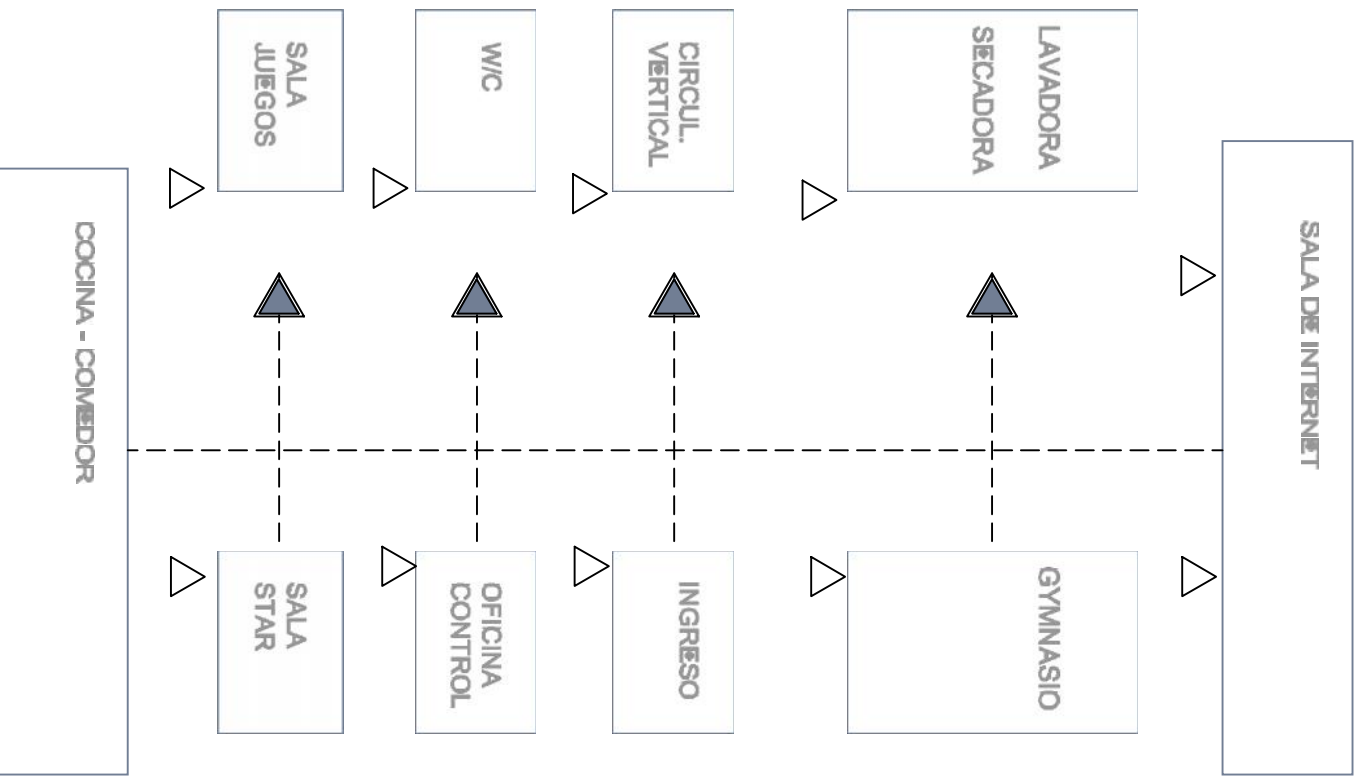 SALA
JUEGOS
W/C
CIRCUL.
VERTICAL
LAVADORA
SECADORA
COCINA - COMEDOR
SALA DE INTERNET
SALA
STAR
OFICINA
CONTROL
INGRESO
GYMNASIO